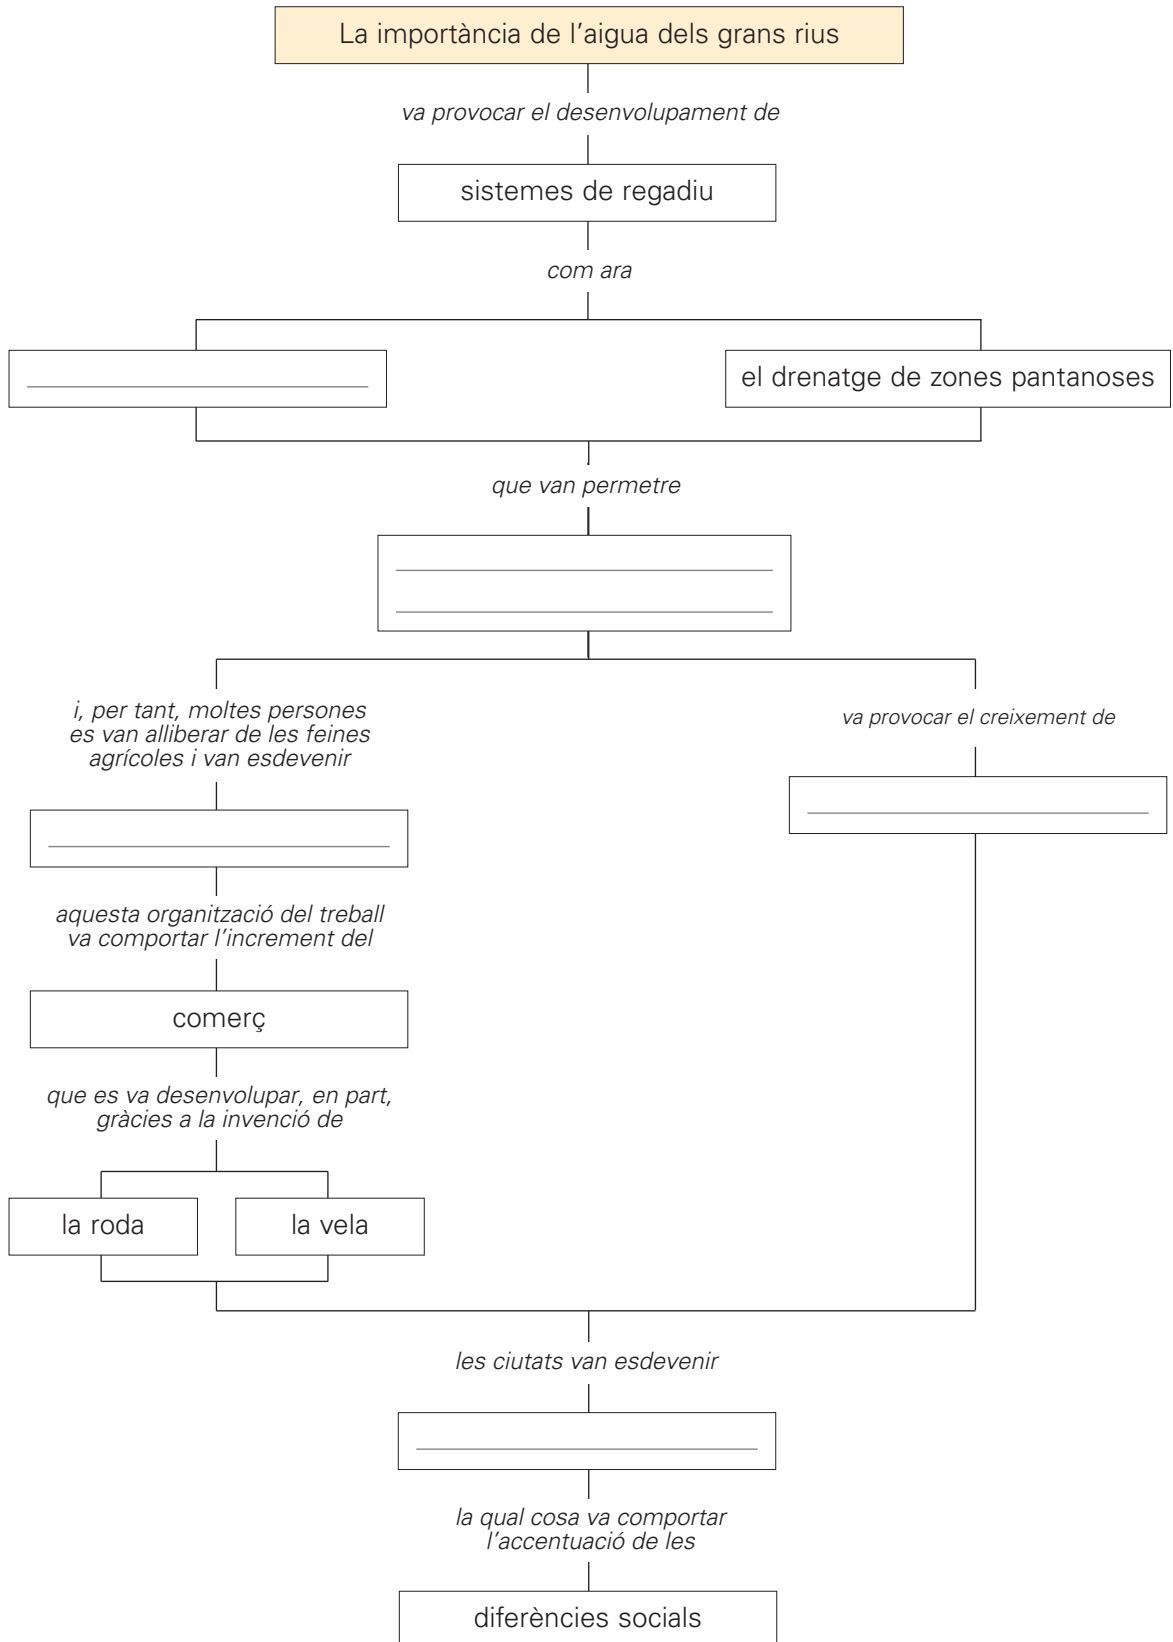 La importància de l’aigua dels grans rius
va provocar el desenvolupament de
sistemes de regadiu
com ara
el drenatge de zones pantanoses
que van permetre
i, per tant, moltes persones
es van alliberar de les feines
agrícoles i van esdevenir
va provocar el creixement de
aquesta organització del treball
va comportar l’increment del
comerç
que es va desenvolupar, en part,
gràcies a la invenció de
la roda
la vela
les ciutats van esdevenir
la qual cosa va comportar
l’accentuació de les
diferències socials